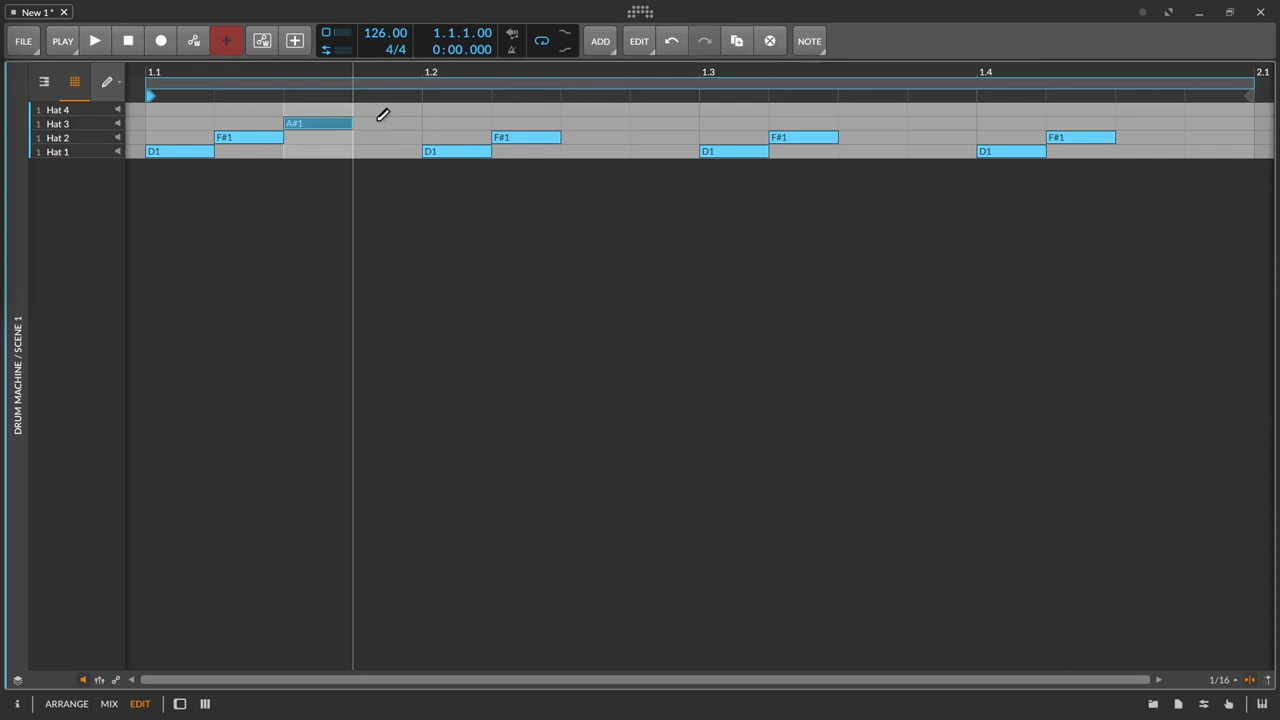 New 1*
FILE PLAY 126.00 1.1.1.00 ADD EDIT NOTE
4/4 0:00.000
1.1 1.2 1.3 1.4 2.1
1 Hat 4
1 Hat 3 A#1
1 Hat 2 F#1 F#1 F#1 F#1
1 Hat 1 D1 D1 D1 D1
DRUM MACHINE / SCENE 1
1/16
i ARRANGE MIX EDIT